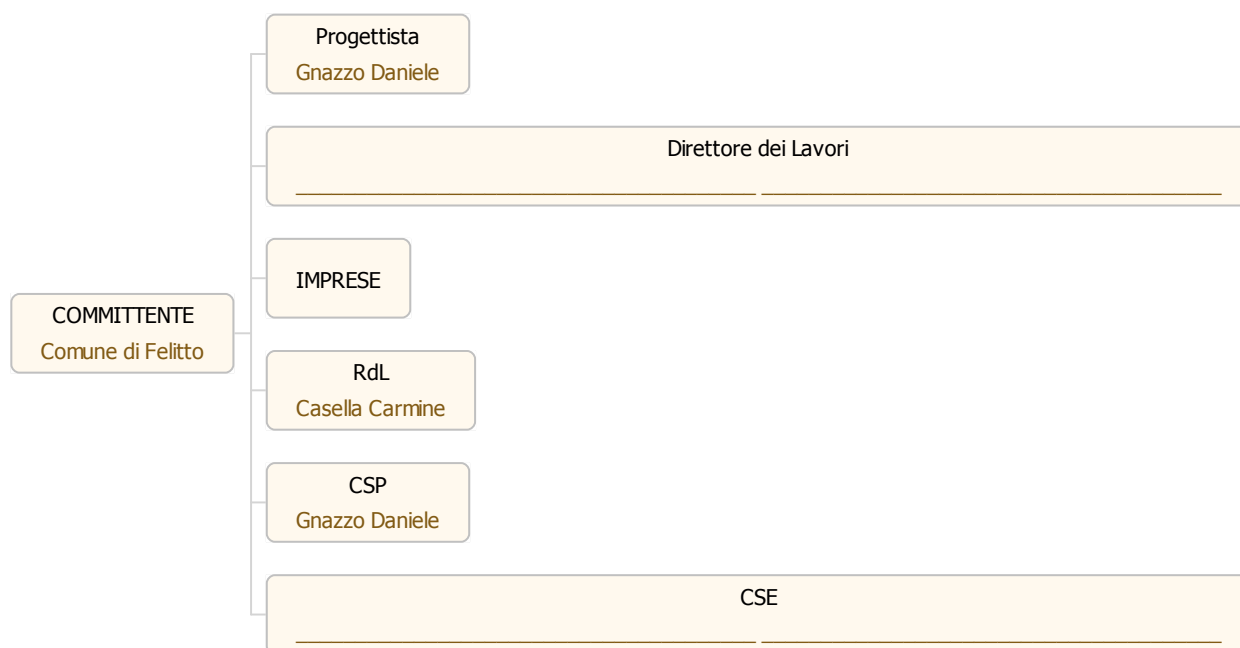 Progettista
Gnazzo Daniele
Direttore dei Lavori
IMPRESE
COMMITTENTE
Comune di Felitto
RdL
Casella Carmine
CSP
Gnazzo Daniele
CSE